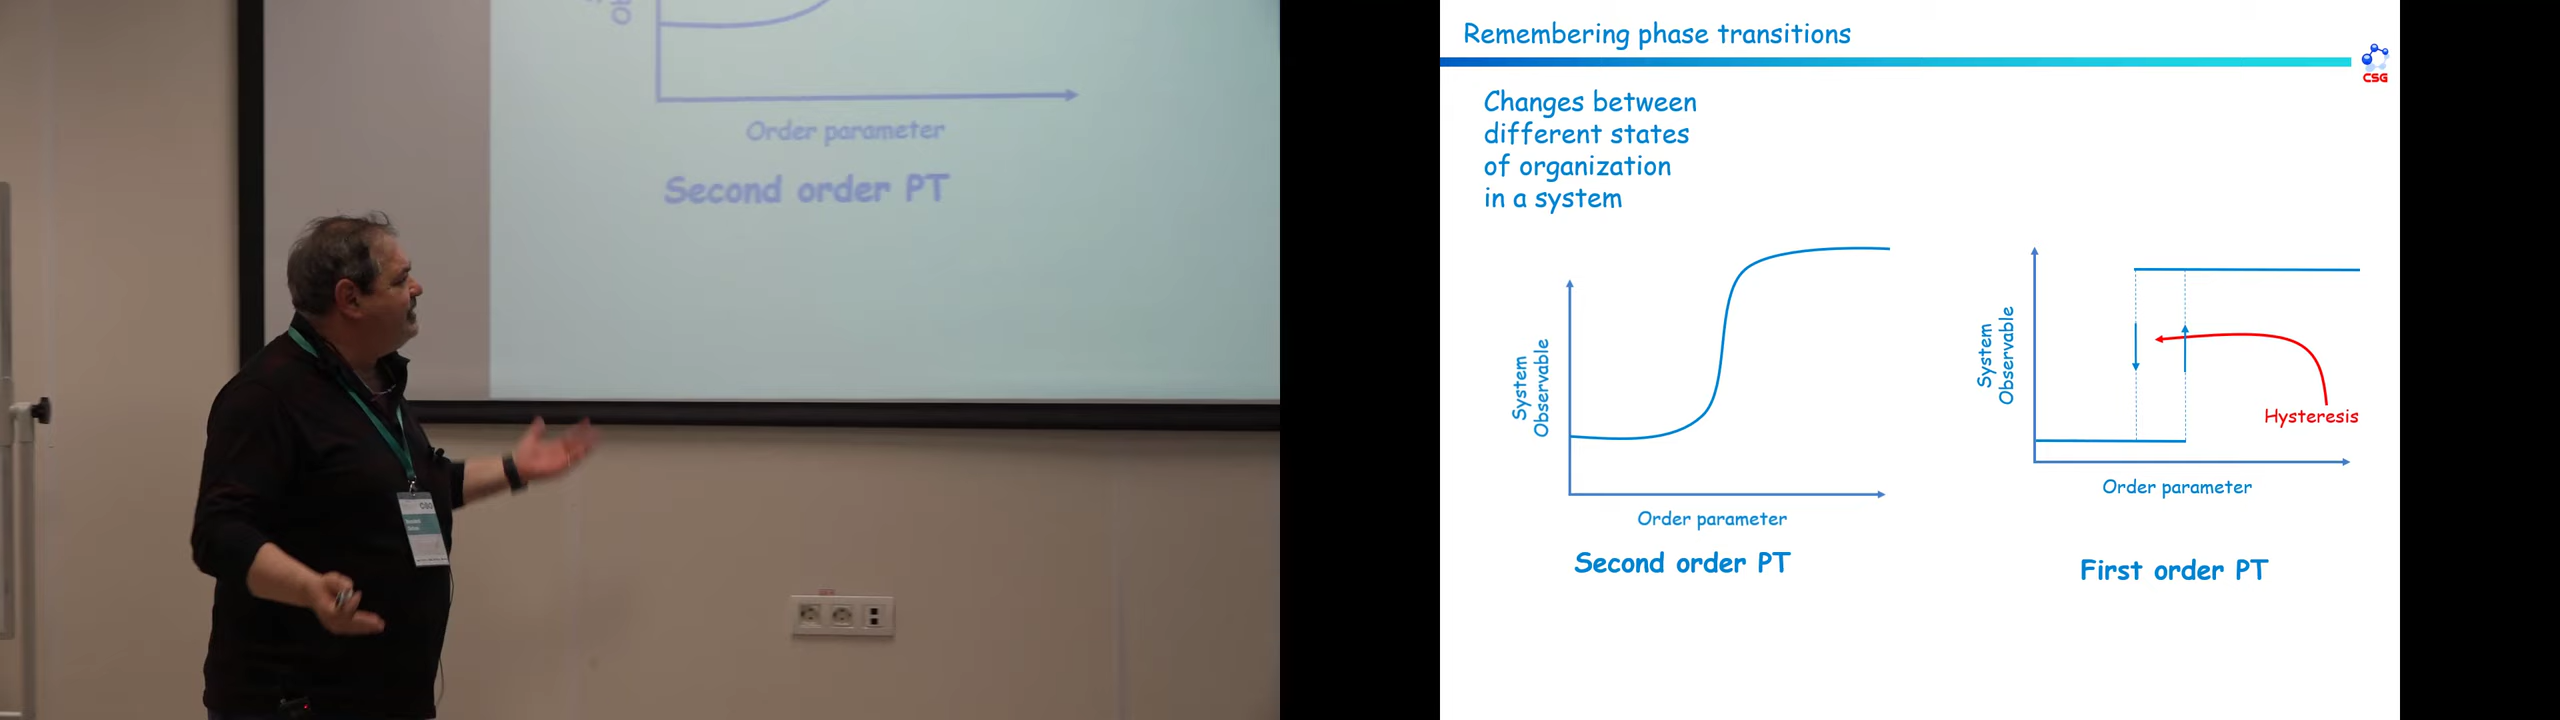 Order parameter
Second order PT
Remembering phase transitions
CSG
Changes between
different states
of organization
in a system
System
Observable
Order parameter
Second order PT
System
Observable
Hysteresis
Order parameter
First order PT